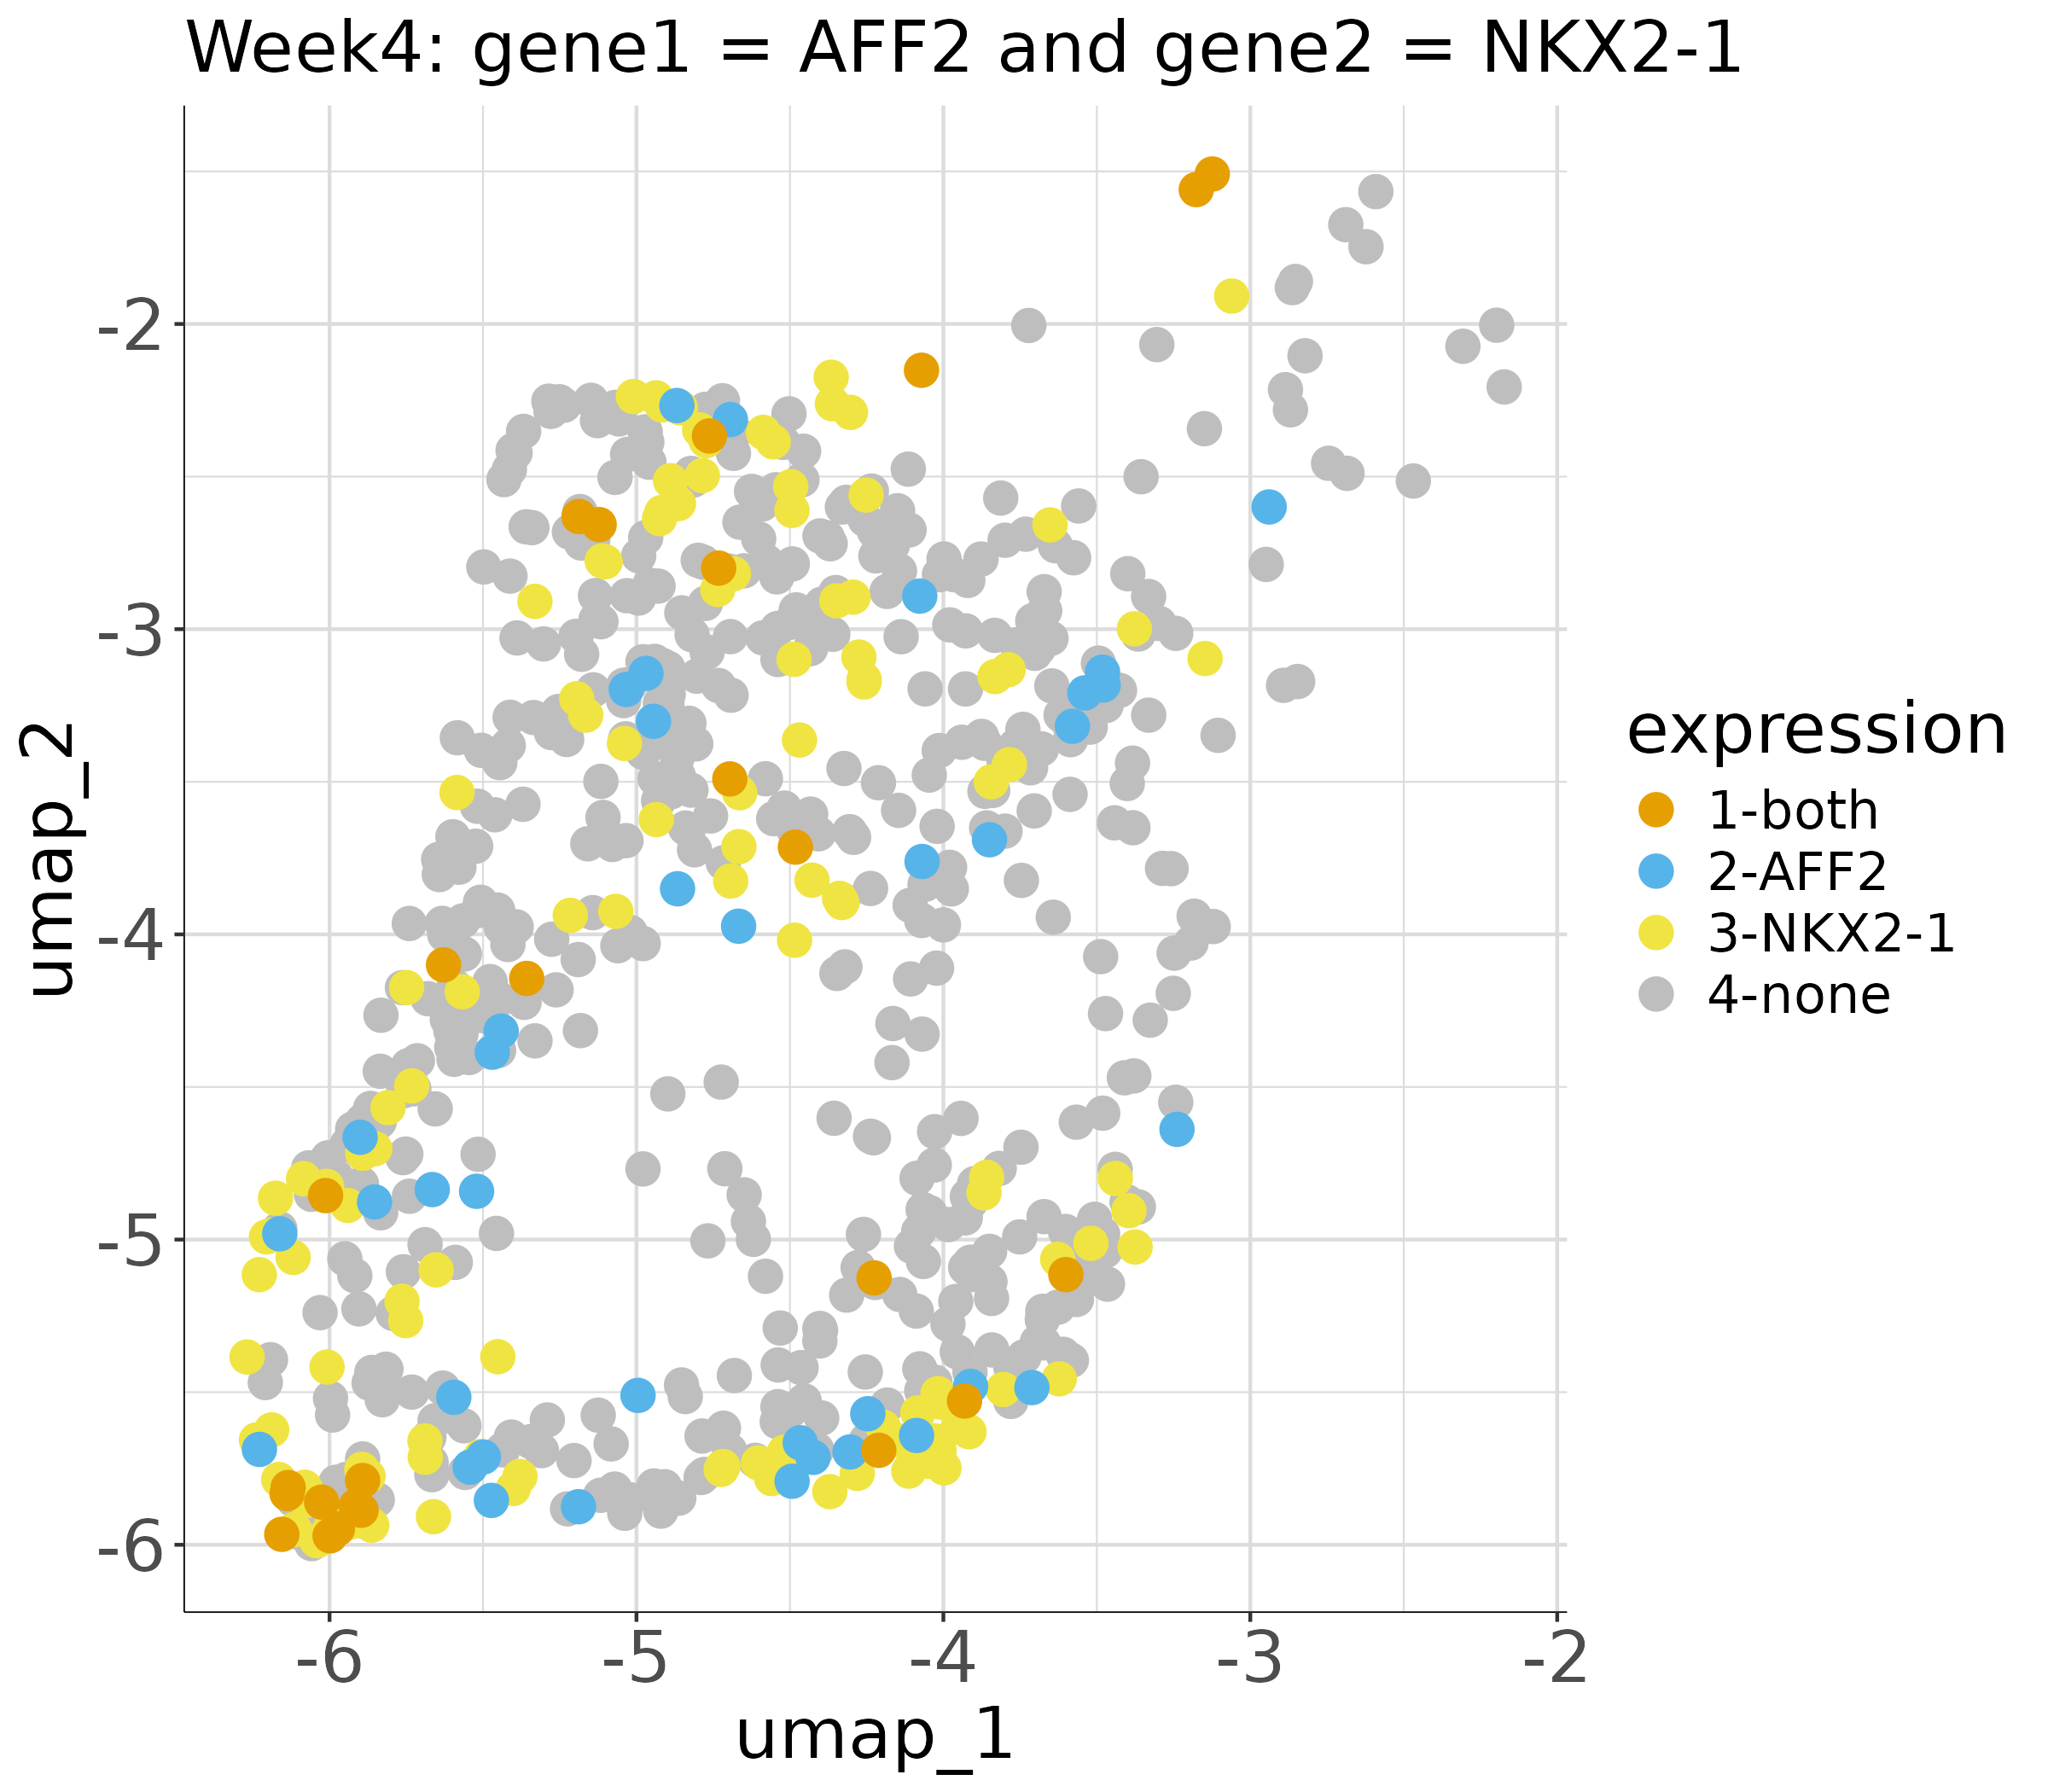 Week4: gene1 = AFF2 and gene2 = NKX2-1
umap_2
-2
-3
-4
-5
-6
-6 -5 -4 -3 -2
umap_1
expression
1-both
2-AFF2
3-NKX2-1
4-none